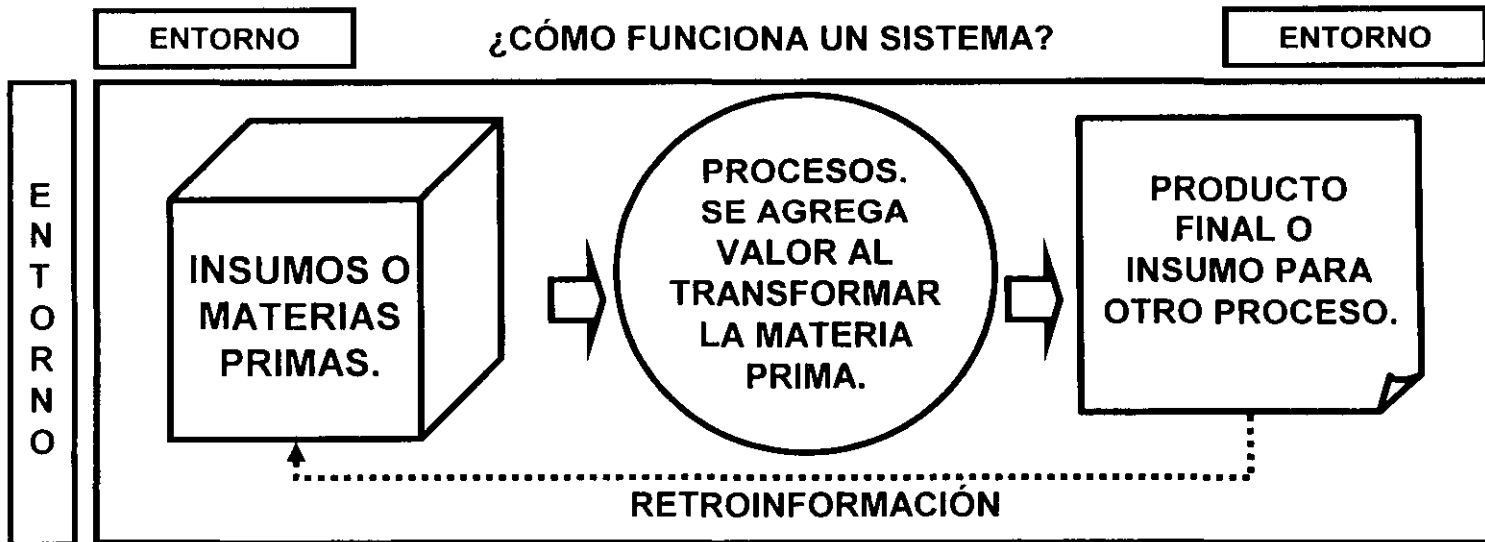 ENTORNO
¿CÓMO FUNCIONA UN SISTEMA?
ENTORNO
ENTORNO
INSUMOS O
MATERIAS
PRIMAS.
PROCESOS.
SE AGREGA
VALOR AL
TRANSFORMAR
LA MATERIA
PRIMA.
PRODUCTO
FINAL O
INSUMO PARA
OTRO PROCESO.
RETROINFORMACIÓN